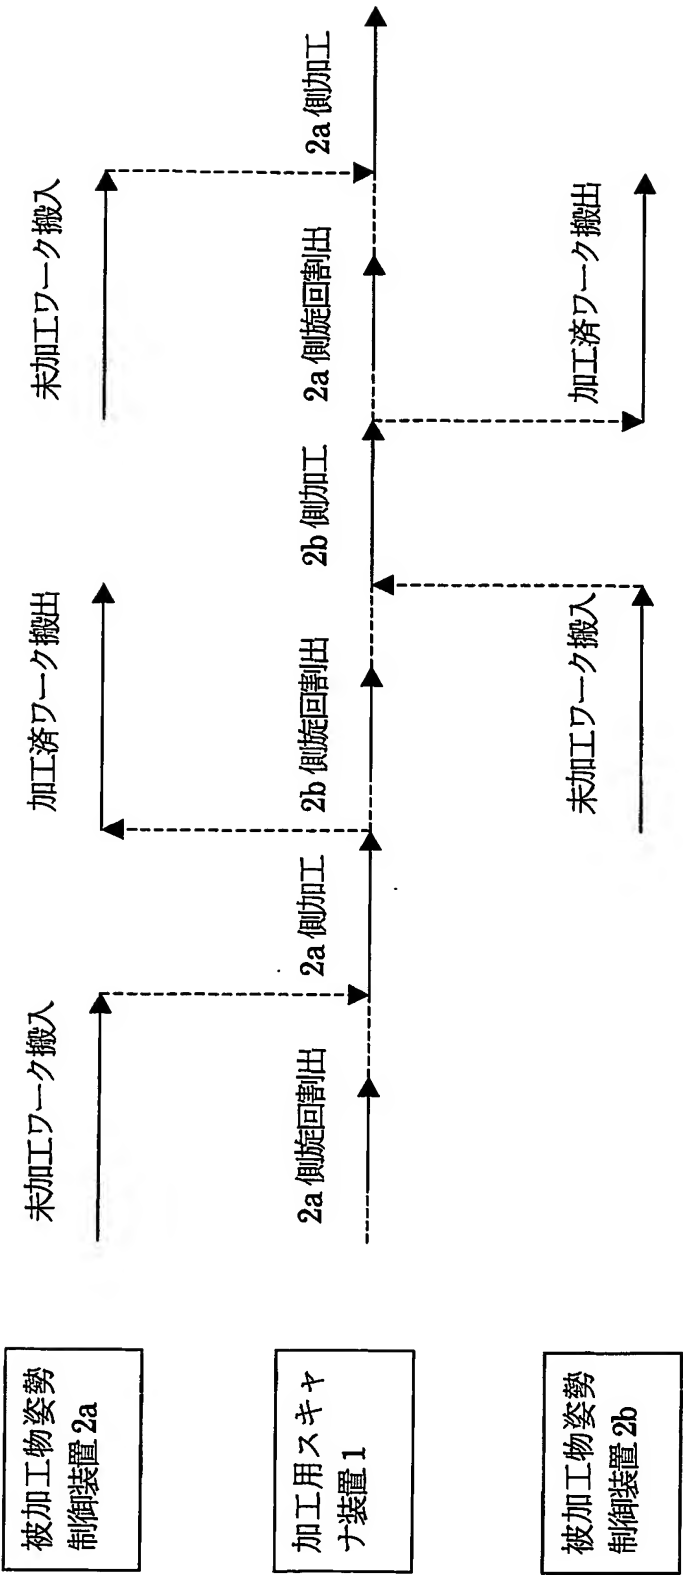 被加工物姿勢
制御装置 2a
未加工ワーク搬入
加工済ワーク搬出
未加工ワーク搬入
加工用スキャ
ナ装置 1
2a 側旋回割出
2a 側加工
2b 側旋回割出
2b 側加工
2a 側旋回割出
2a 側加工
被加工物姿勢
制御装置 2b
未加工ワーク搬入
加工済ワーク搬出